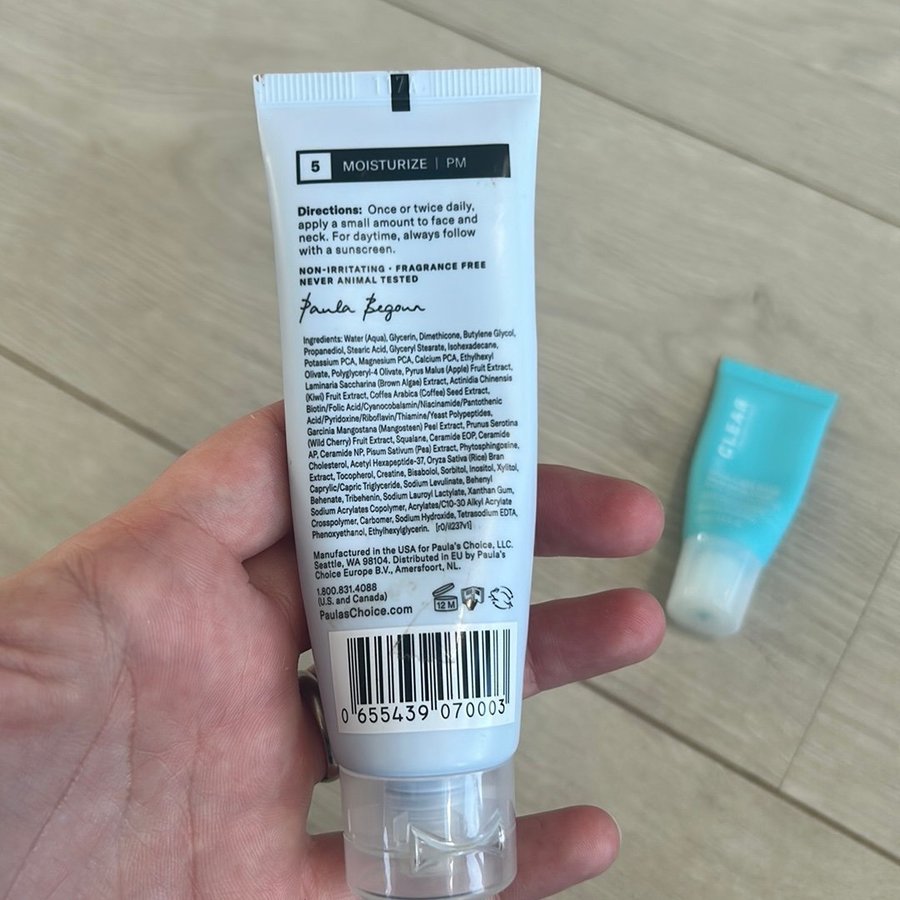 5 MOISTURIZE | PM
Directions: Once or twice daily,
apply a small amount to face and
neck. For daytime, always follow
with a sunscreen.
NON-IRRITATING • FRAGRANCE FREE
NEVER ANIMAL TESTED
Paula Begoun
Ingredients: Water (Aqua), Glycerin, Dimethicone, Butylene Glycol,
Propanediol, Stearic Acid, Glyceryl Stearate, Isohexadecane,
Potassium PCA, Magnesium PCA, Calcium PCA, Ethylhexyl
Olivate, Polyglyceryl-4 Olivate, Pyrus Malus (Apple) Fruit Extract,
Laminaria Saccharina (Brown Algae) Extract, Actinidia Chinensis
(Kiwi) Fruit Extract, Coffea Arabica (Coffee) Seed Extract,
Biotin/Folic Acid/Cyanocobalamin/Niacinamide/Pantothenic
Acid/Pyridoxine/Riboflavin/Thiamine/Yeast Polypeptides,
Garcinia Mangostana (Mangosteen) Peel Extract, Prunus Serotina
(Wild Cherry) Fruit Extract, Squalane, Ceramide EOP, Ceramide
AP, Ceramide NP, Pisum Sativum (Pea) Extract, Phytosphingosine,
Cholesterol, Acetyl Hexapeptide-37, Oryza Sativa (Rice) Bran
Extract, Tocopherol, Creatine, Bisabolol, Sorbitol, Inositol, Xylitol,
Caprylic/Capric Triglyceride, Sodium Levulinate, Behenyl
Behenate, Tribehenin, Sodium Lauroyl Lactylate, Xanthan Gum,
Sodium Acrylates Copolymer, Acrylates/C10-30 Alkyl Acrylate
Crosspolymer, Carbomer, Sodium Hydroxide, Tetrasodium EDTA,
Phenoxyethanol, Ethylhexylglycerin. [r0/il237v1]
Manufactured in the USA for Paula's Choice, LLC.
Seattle, WA 98104. Distributed in EU by Paula's
Choice Europe B.V., Amersfoort, NL.
1.800.831.4088
(U.S. and Canada)
PaulasChoice.com
12 M
0 655439 070003
CLEAR